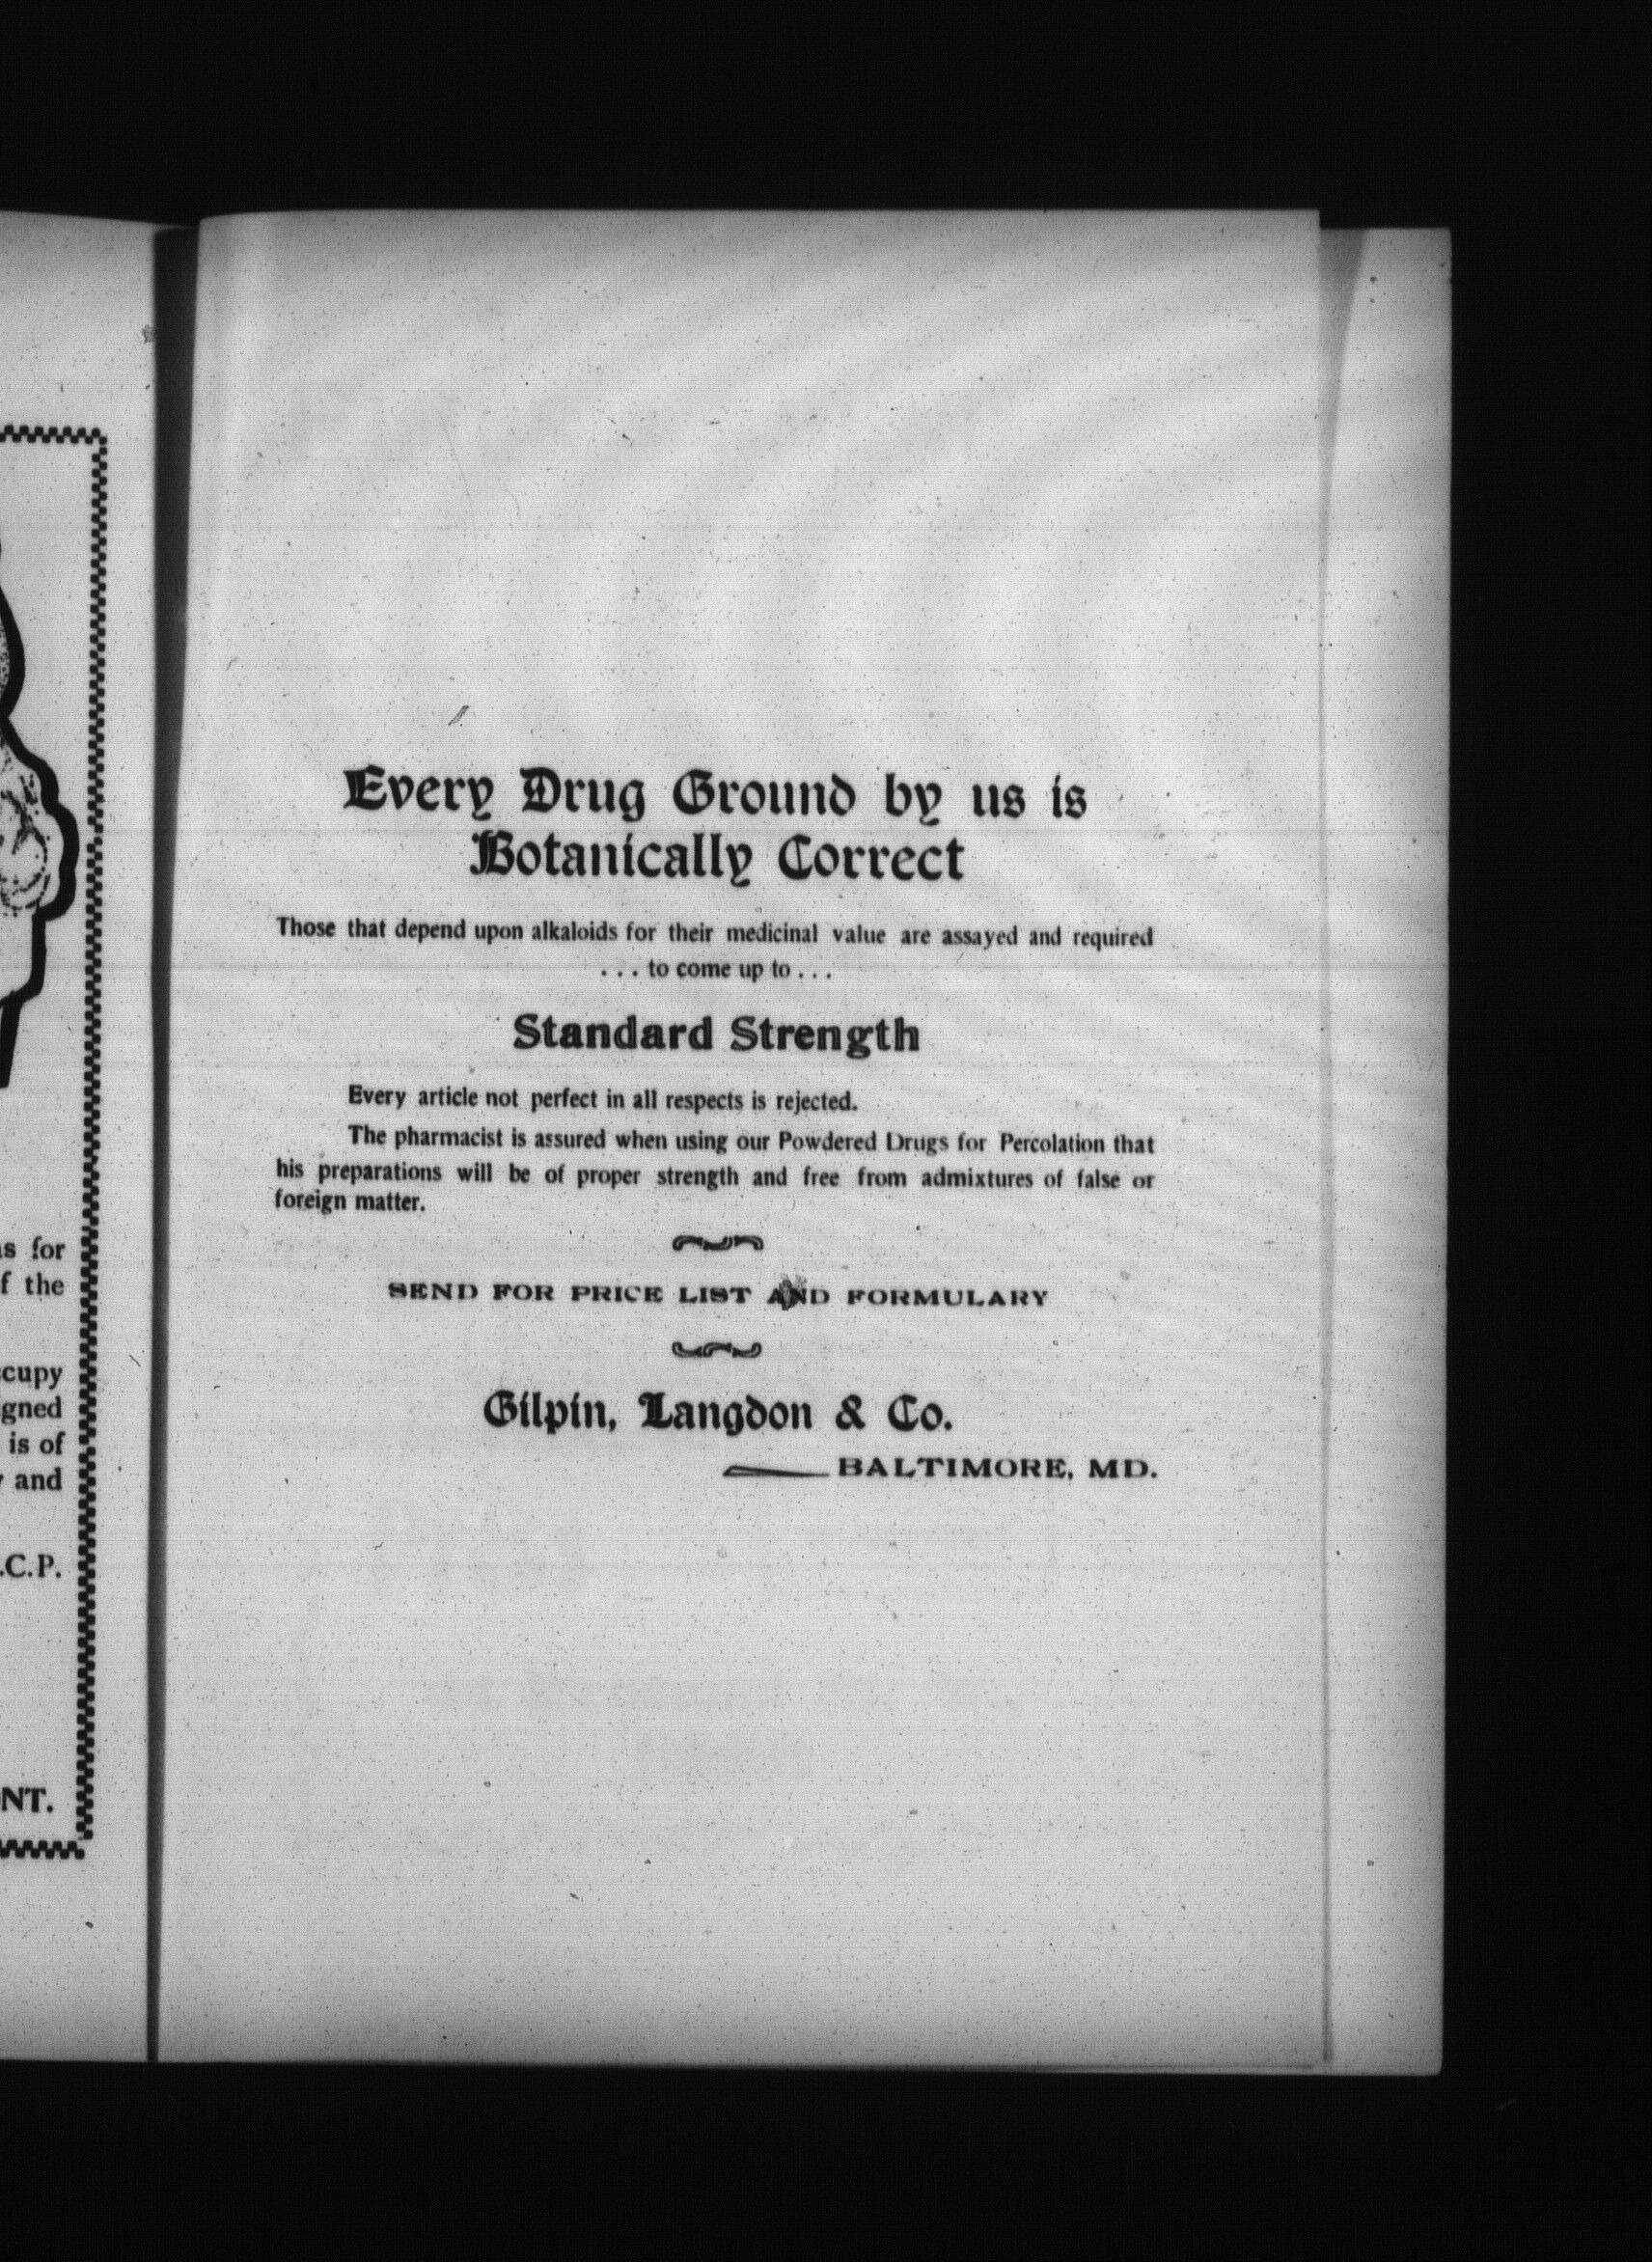 Every Drug Ground by us is
Botanically Correct
Those that depend upon alkaloids for their medicinal value are assayed and required
. . . to come up to . . .
Standard Strength
Every article not perfect in all respects is rejected.
The pharmacist is assured when using our Powdered Drugs for Percolation that
his preparations will be of proper strength and free from admixtures of false or
foreign matter.
SEND FOR PRICE LIST AND FORMULARY
Gilpin, Langdon & Co.
BALTIMORE, MD.
for
the
is of
and
.C.P.